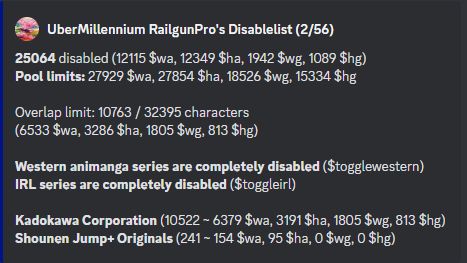 UberMillennium RailgunPro's Disablelist (2/56)
25064 disabled (12115 $wa, 12349 $ha, 1942 $wg, 1089 $hg)
Pool limits: 27929 $wa, 27854 $ha, 18526 $wg, 15334 $hg
Overlap limit: 10763 / 32395 characters
(6533 $wa, 3286 $ha, 1805 $wg, 813 $hg)
Western animanga series are completely disabled ($togglewestern)
IRL series are completely disabled ($toggleirl)
Kadokawa Corporation (10522 ~ 6379 $wa, 3191 $ha, 1805 $wg, 813 $hg)
Shounen Jump+ Originals (241 ~ 154 $wa, 95 $ha, 0 $wg, 0 $hg)